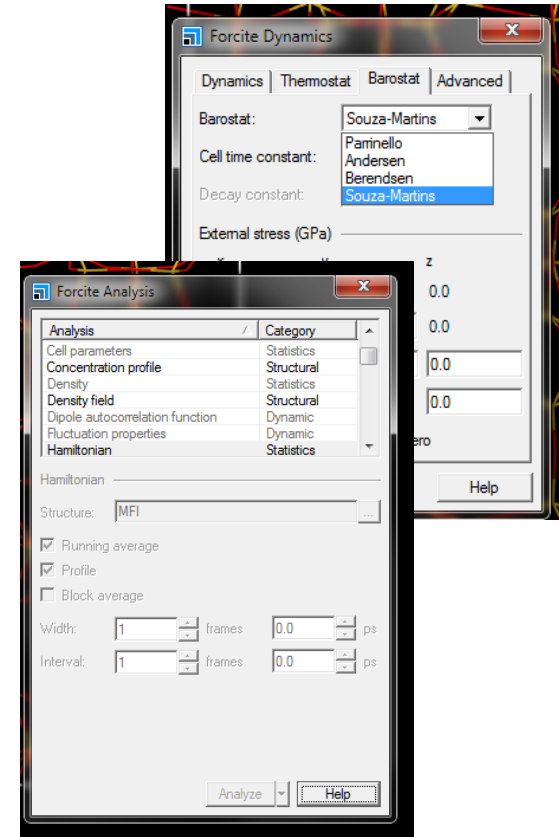 Forcite Dynamics
Dynamics Thermostat Barostat Advanced
Barostat: Souza-Martins
Parrinello
Cell time constant: Andersen
Berendsen
Decay constant: Souza-Martins
External stress (GPa)
z
0.0
0.0
0.0
0.0
Help
Forcite Analysis
Analysis / Category
Cell parameters Statistics
Concentration profile Structural
Density Statistics
Density field Structural
Dipole autocorrelation function Dynamic
Fluctuation properties Dynamic
Hamiltonian Statistics
Hamiltonian
Structure: MFI ...
Running average
Profile
Block average
Width: 1 frames 0.0 ps
Interval: 1 frames 0.0 ps
Analyze Help